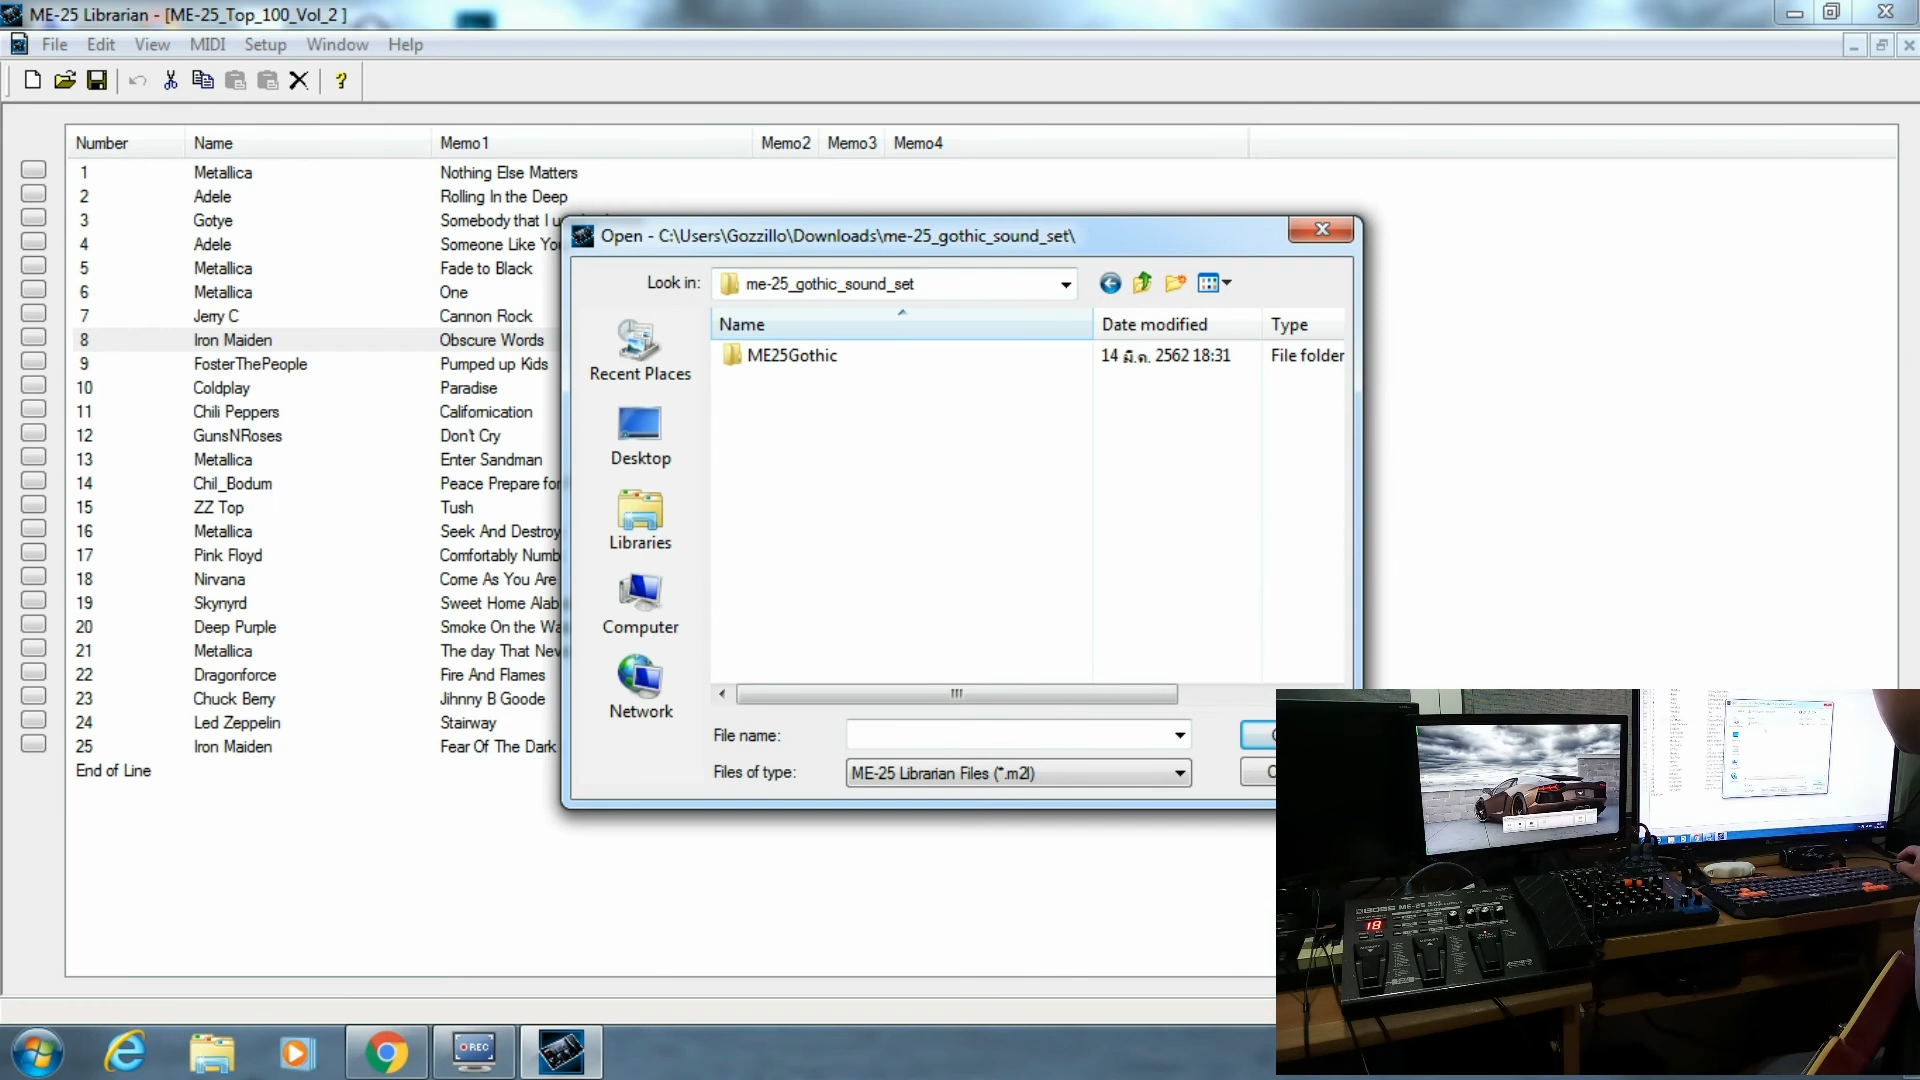 ME-25 Librarian - [ME-25_Top_100_Vol_2 ]
File Edit View MIDI Setup Window Help
Number Name Memo1 Memo2 Memo3 Memo4
1 Metallica Nothing Else Matters
2 Adele Rolling In the Deep
3 Gotye Somebody that I u
4 Adele Someone Like Yo
5 Metallica Fade to Black
6 Metallica One
7 Jerry C Cannon Rock
8 Iron Maiden Obscure Words
9 FosterThePeople Pumped up Kids
10 Coldplay Paradise
11 Chili Peppers Californication
12 GunsNRoses Don't Cry
13 Metallica Enter Sandman
14 Chil_Bodum Peace Prepare for
15 ZZ Top Tush
16 Metallica Seek And Destroy
17 Pink Floyd Comfortably Numb
18 Nirvana Come As You Are
19 Skynyrd Sweet Home Alab
20 Deep Purple Smoke On the Wa
21 Metallica The day That Nev
22 Dragonforce Fire And Flames
23 Chuck Berry Jihnny B Goode
24 Led Zeppelin Stairway
25 Iron Maiden Fear Of The Dark
End of Line
Open - C:\Users\Gozzillo\Downloads\me-25_gothic_sound_set\
Look in: me-25_gothic_sound_set
Name Date modified Type
ME25Gothic 14 มี.ค. 2562 18:31 File folder
Recent Places
Desktop
Libraries
Computer
Network
File name:
Files of type: ME-25 Librarian Files (*.m2l)
REC
BOSS ME-25
18